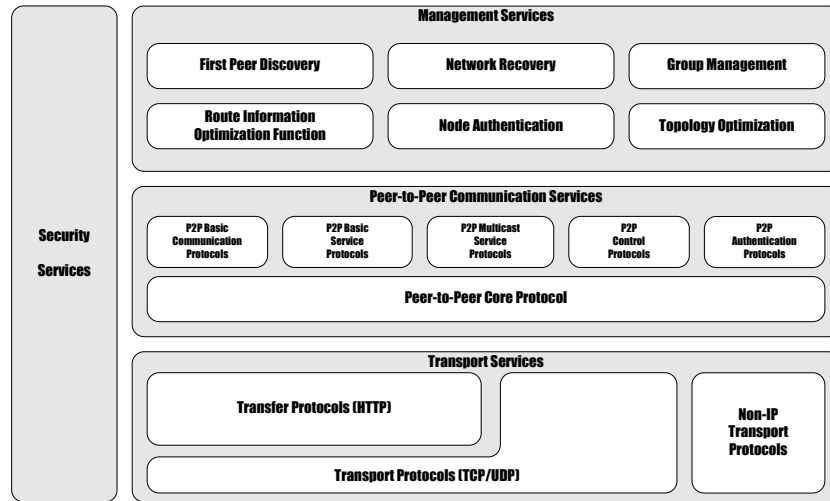 Management Services
First Peer Discovery
Network Recovery
Group Management
Route Information
Optimization Function
Node Authentication
Topology Optimization
Security
Services
Peer-to-Peer Communication Services
P2P Basic
Communication
Protocols
P2P Basic
Service
Protocols
P2P Multicast
Service
Protocols
P2P
Control
Protocols
P2P
Authentication
Protocols
Peer-to-Peer Core Protocol
Transport Services
Transfer Protocols (HTTP)
Transport Protocols (TCP/UDP)
Non-IP
Transport
Protocols